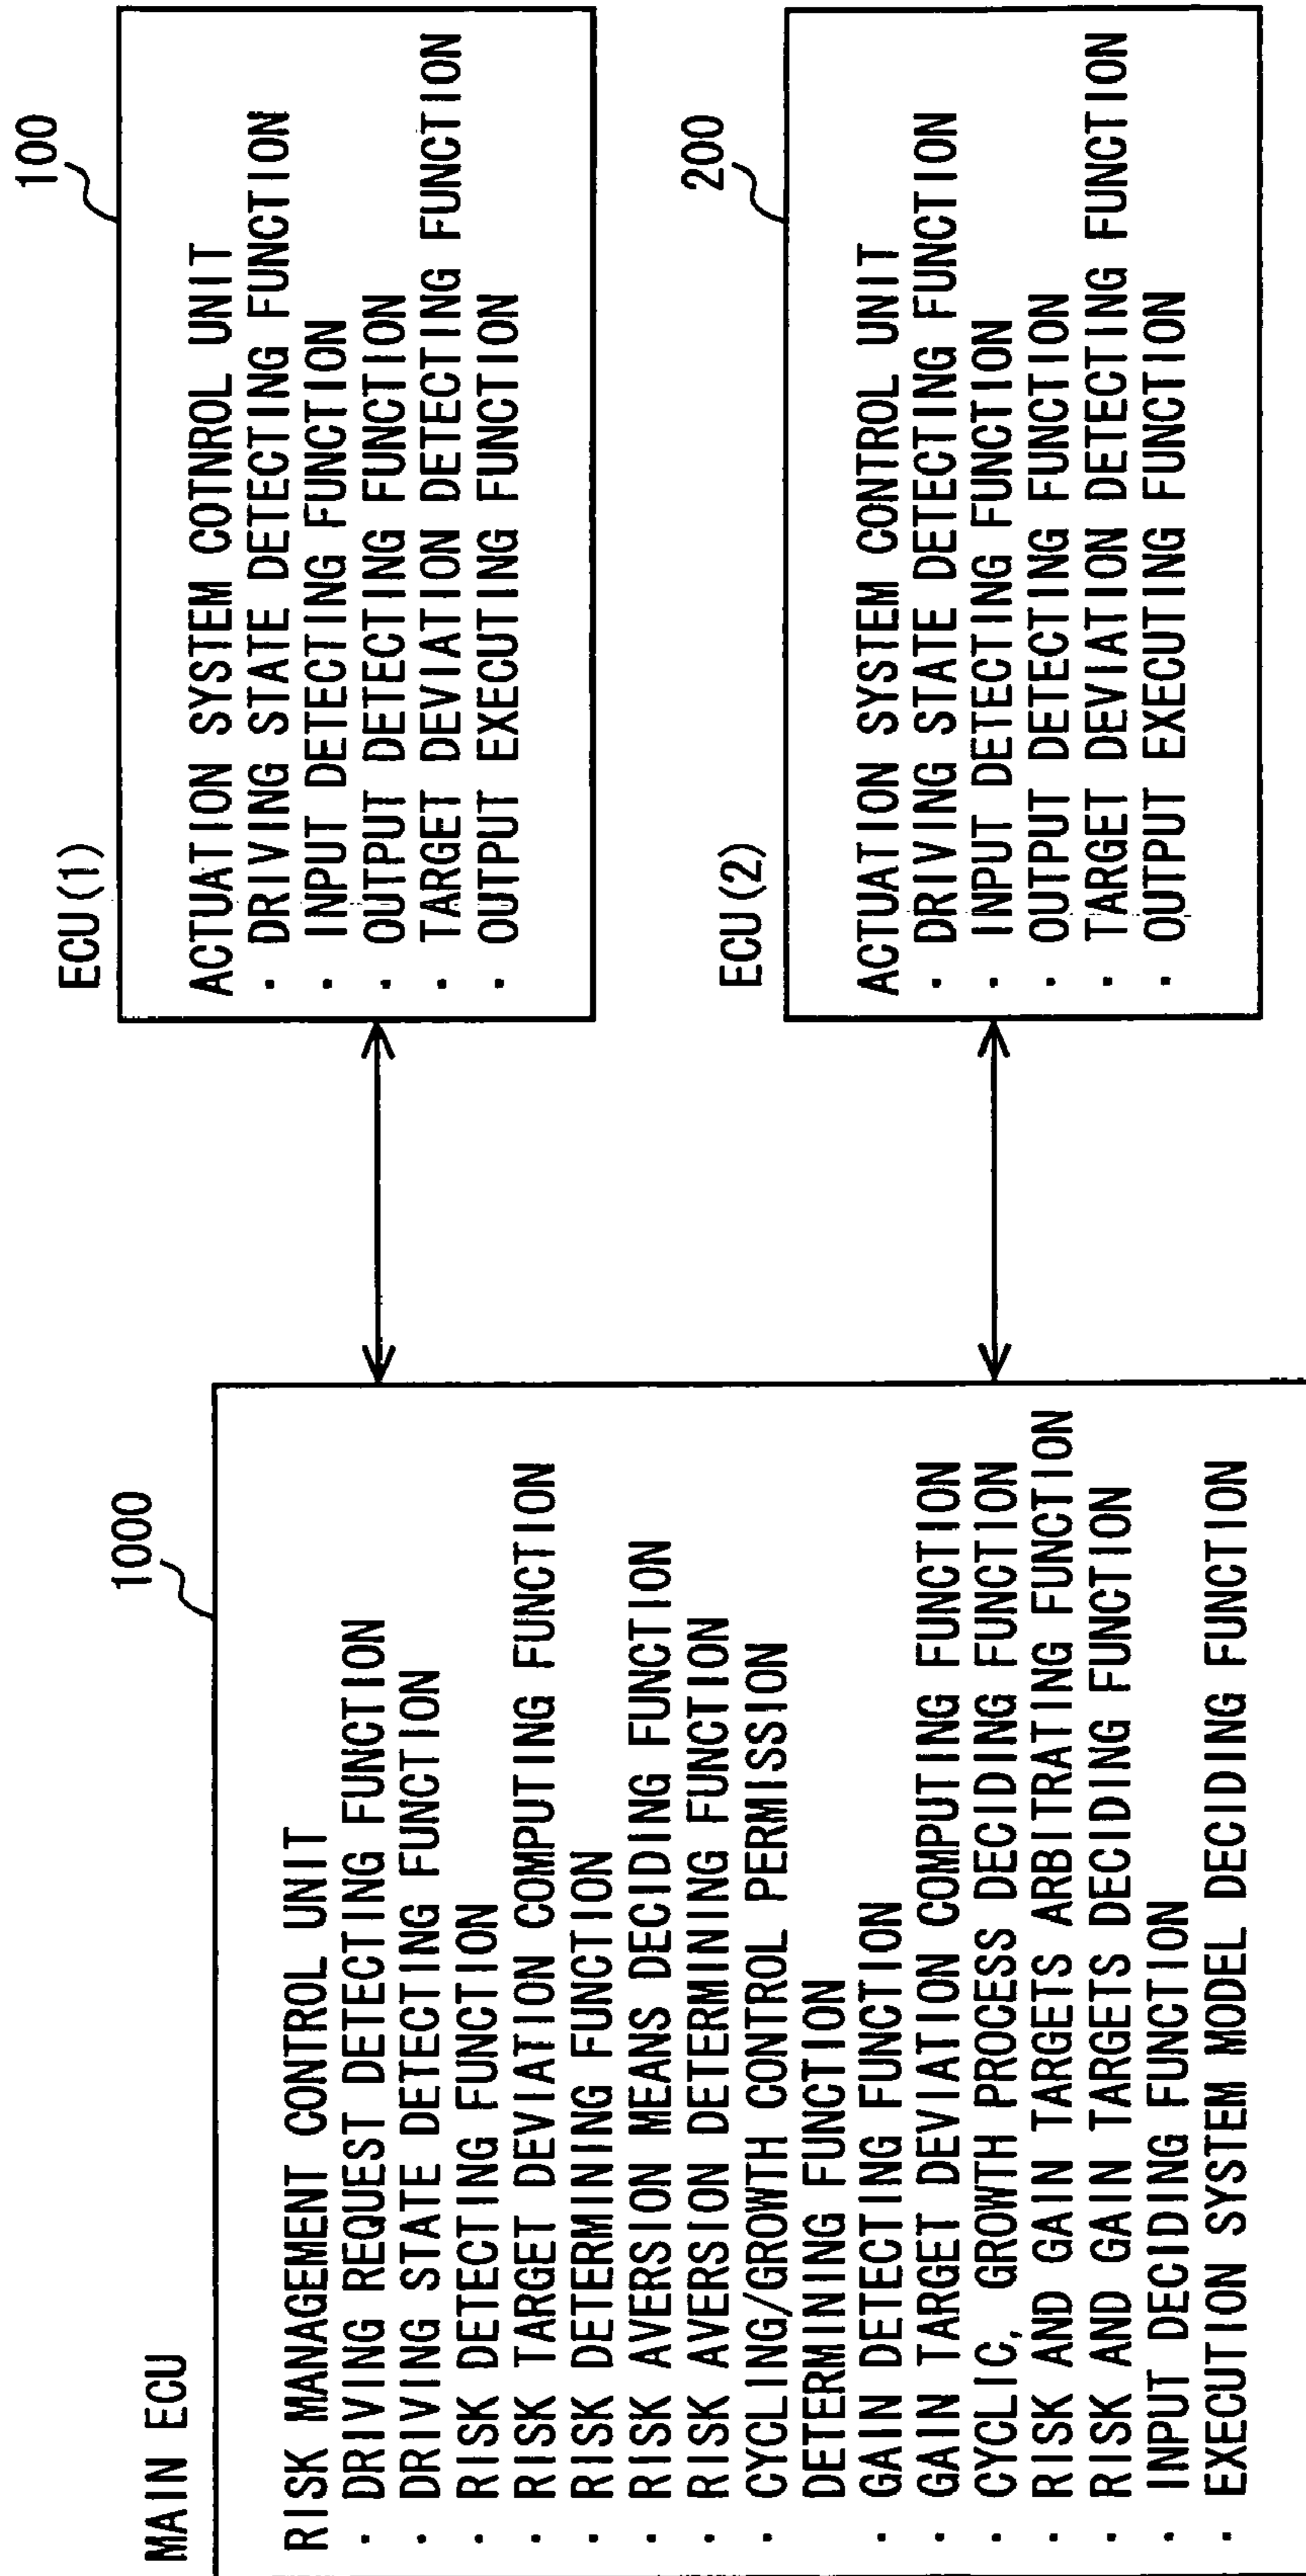 MAIN ECU
1000
RISK MANAGEMENT CONTROL UNIT
· DRIVING REQUEST DETECTING FUNCTION
· DRIVING STATE DETECTING FUNCTION
· RISK DETECTING FUNCTION
· RISK TARGET DEVIATION COMPUTING FUNCTION
· RISK DETERMINING FUNCTION
· RISK AVERSION MEANS DECIDING FUNCTION
· RISK AVERSION DETERMINING FUNCTION
· CYCLING/GROWTH CONTROL PERMISSION
DETERMINING FUNCTION
· GAIN DETECTING FUNCTION
· GAIN TARGET DEVIATION COMPUTING FUNCTION
· CYCLIC, GROWTH PROCESS DECIDING FUNCTION
· RISK AND GAIN TARGETS ARBITRATING FUNCTION
· RISK AND GAIN TARGETS DECIDING FUNCTION
· INPUT DECIDING FUNCTION
· EXECUTION SYSTEM MODEL DECIDING FUNCTION
ECU(1)
100
ACTUATION SYSTEM COTNROL UNIT
· DRIVING STATE DETECTING FUNCTION
· INPUT DETECTING FUNCTION
· OUTPUT DETECTING FUNCTION
· TARGET DEVIATION DETECTING FUNCTION
· OUTPUT EXECUTING FUNCTION
ECU(2)
200
ACTUATION SYSTEM CONTROL UNIT
· DRIVING STATE DETECTING FUNCTION
· INPUT DETECTING FUNCTION
· OUTPUT DETECTING FUNCTION
· TARGET DEVIATION DETECTING FUNCTION
· OUTPUT EXECUTING FUNCTION